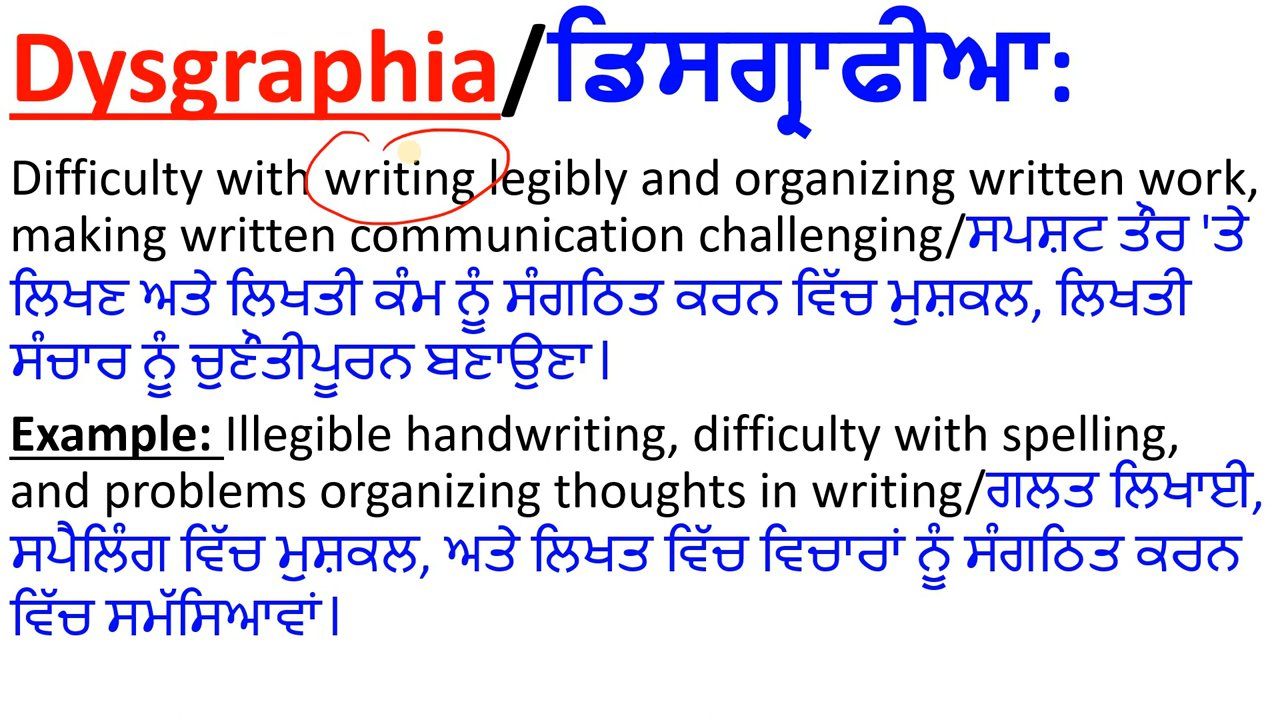 Dysgraphia/ਡਿਸਗ੍ਰਾਫੀਆ:
Difficulty with writing legibly and organizing written work,
making written communication challenging/ਸਪਸ਼ਟ ਤੌਰ 'ਤੇ
ਲਿਖਣ ਅਤੇ ਲਿਖਤੀ ਕੰਮ ਨੂੰ ਸੰਗਠਿਤ ਕਰਨ ਵਿੱਚ ਮੁਸ਼ਕਲ, ਲਿਖਤੀ
ਸੰਚਾਰ ਨੂੰ ਚੁਣੌਤੀਪੂਰਨ ਬਣਾਉਣਾ।
Example: Illegible handwriting, difficulty with spelling,
and problems organizing thoughts in writing/ਗਲਤ ਲਿਖਾਈ,
ਸਪੈਲਿੰਗ ਵਿੱਚ ਮੁਸ਼ਕਲ, ਅਤੇ ਲਿਖਤ ਵਿੱਚ ਵਿਚਾਰਾਂ ਨੂੰ ਸੰਗਠਿਤ ਕਰਨ
ਵਿੱਚ ਸਮੱਸਿਆਵਾਂ।